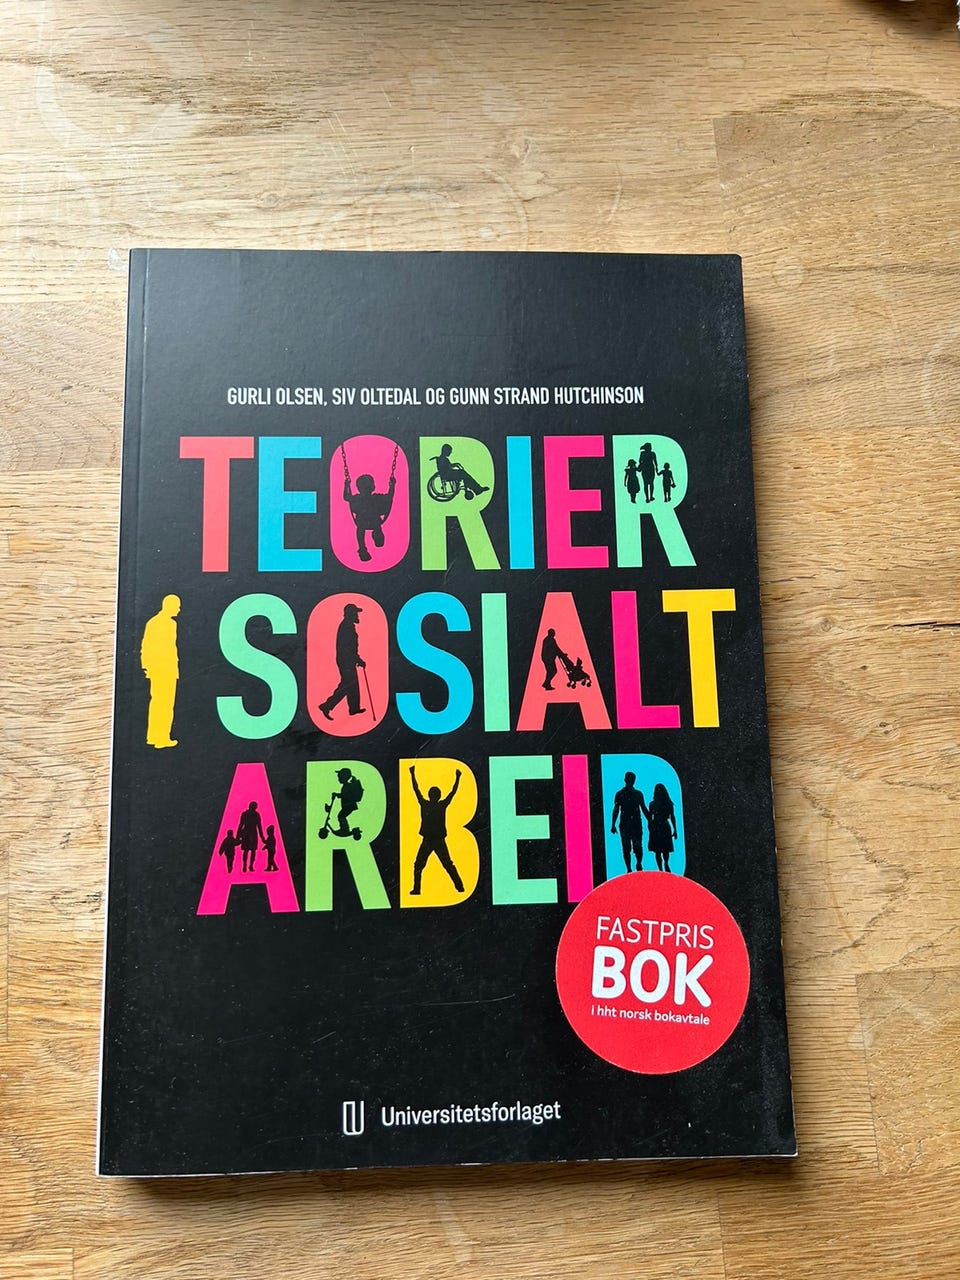 GURLI OLSEN, SIV OLTEDAL OG GUNN STRAND HUTCHINSON
TEORIER
I SOSIALT
ARBEID
FASTPRIS
BOK
i hht norsk bokavtale
Universitetsforlaget